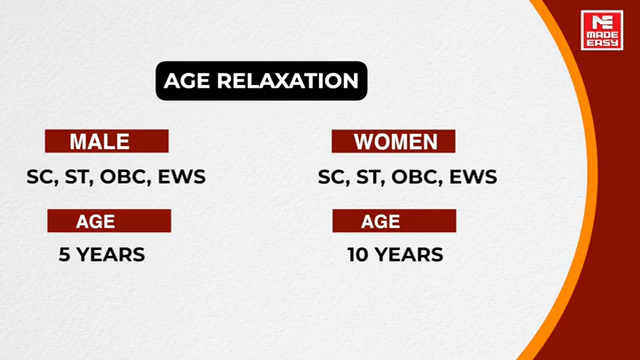 ME
MADE
EASY
AGE RELAXATION
MALE
SC, ST, OBC, EWS
AGE
5 YEARS
WOMEN
SC, ST, OBC, EWS
AGE
10 YEARS